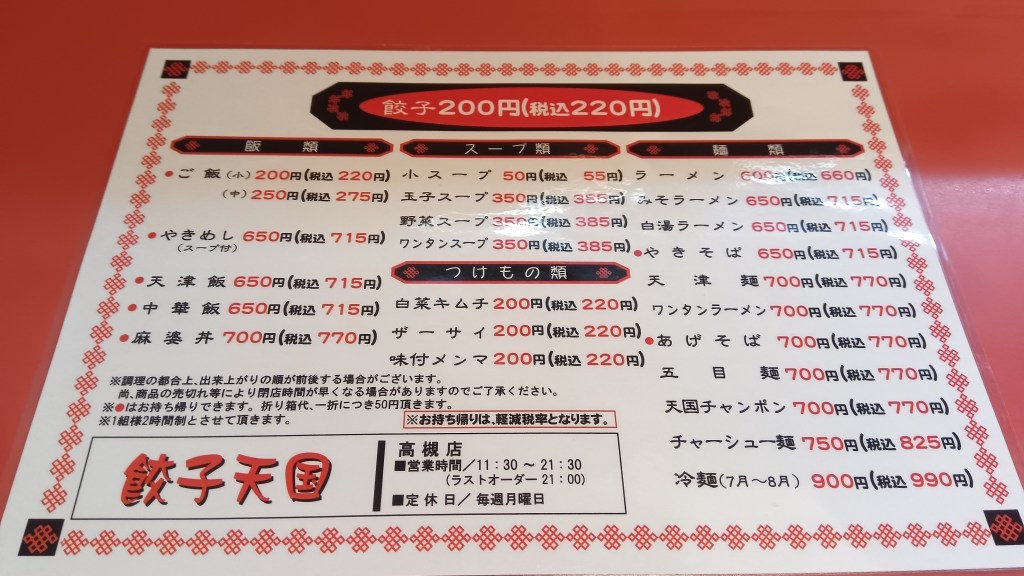 餃子200円(税込220円)
飯類
●ご飯(小)200円(税込 220円)
(中)250円(税込 275円)
●やきめし 650円(税込 715円)
(スープ付)
●天津飯 650円(税込 715円)
●中華飯 650円(税込 715円)
●麻婆丼 700円(税込 770円)
スープ類
小スープ 50円(税込 55円)
玉子スープ 350円(税込 385円)
野菜スープ 350円(税込 385円)
ワンタンスープ 350円(税込 385円)
つけもの類
白菜キムチ 200円(税込 220円)
ザーサイ 200円(税込 220円)
味付メンマ 200円(税込 220円)
麺類
ラーメン 600円(税込 660円)
みそラーメン 650円(税込 715円)
白湯ラーメン 650円(税込 715円)
●やきそば 650円(税込 715円)
天津麺 700円(税込 770円)
ワンタンラーメン 700円(税込 770円)
●あげそば 700円(税込 770円)
五目麺 700円(税込 770円)
天国チャンポン 700円(税込 770円)
チャーシュー麺 750円(税込 825円)
冷麺(7月～8月) 900円(税込 990円)
※調理の都合上、出来上がりの順が前後する場合がございます。
尚、商品の売切れ等により閉店時間が早くなる場合がありますのでご了承ください。
※●はお持ち帰りできます。折り箱代、一折につき50円頂きます。
※1組様2時間制とさせて頂きます。
※お持ち帰りは、軽減税率となります。
餃子天国
高槻店
■営業時間／11：30 ～ 21：30
(ラストオーダー 21：00)
■定休日／毎週月曜日